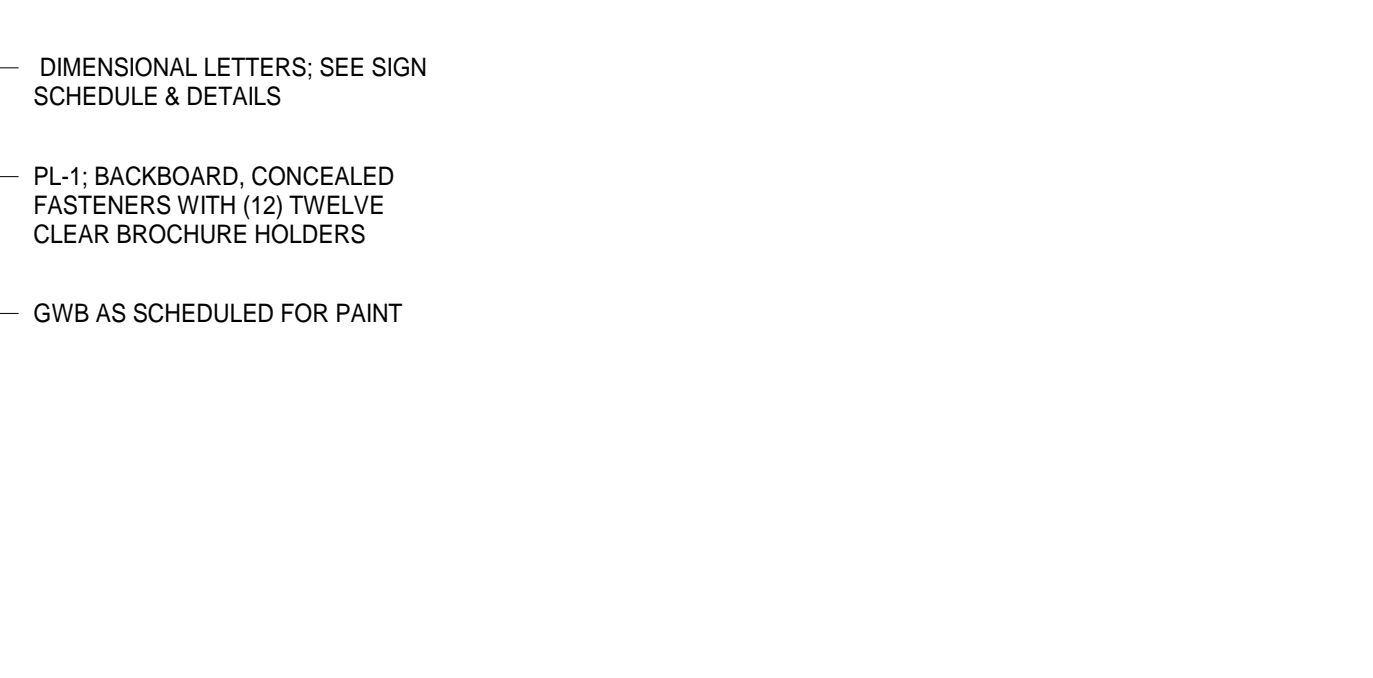 DIMENSIONAL LETTERS; SEE SIGN
SCHEDULE & DETAILS
PL-1; BACKBOARD, CONCEALED
FASTENERS WITH (12) TWELVE
CLEAR BROCHURE HOLDERS
GWB AS SCHEDULED FOR PAINT